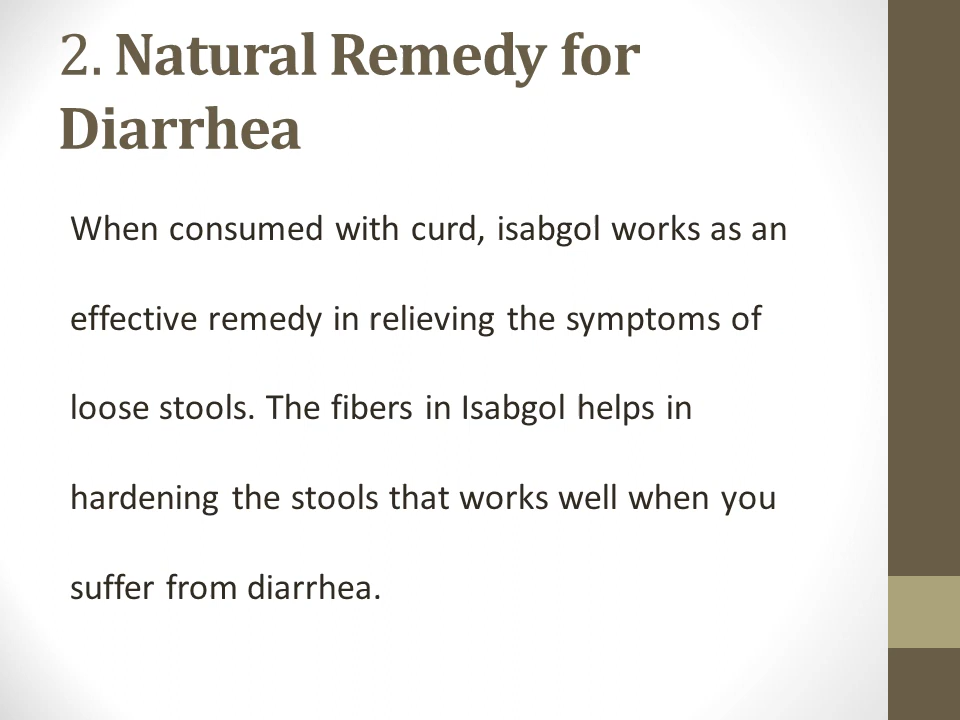 2. Natural Remedy for
Diarrhea
When consumed with curd, isabgol works as an
effective remedy in relieving the symptoms of
loose stools. The fibers in Isabgol helps in
hardening the stools that works well when you
suffer from diarrhea.